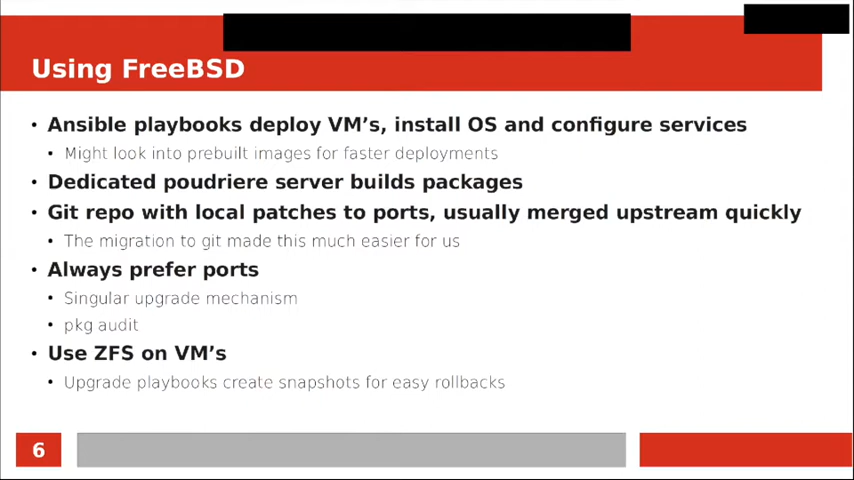 Using FreeBSD
• Ansible playbooks deploy VM’s, install OS and configure services
• Might look into prebuilt images for faster deployments
• Dedicated poudriere server builds packages
• Git repo with local patches to ports, usually merged upstream quickly
• The migration to git made this much easier for us
• Always prefer ports
• Singular upgrade mechanism
• pkg audit
• Use ZFS on VM’s
• Upgrade playbooks create snapshots for easy rollbacks
6